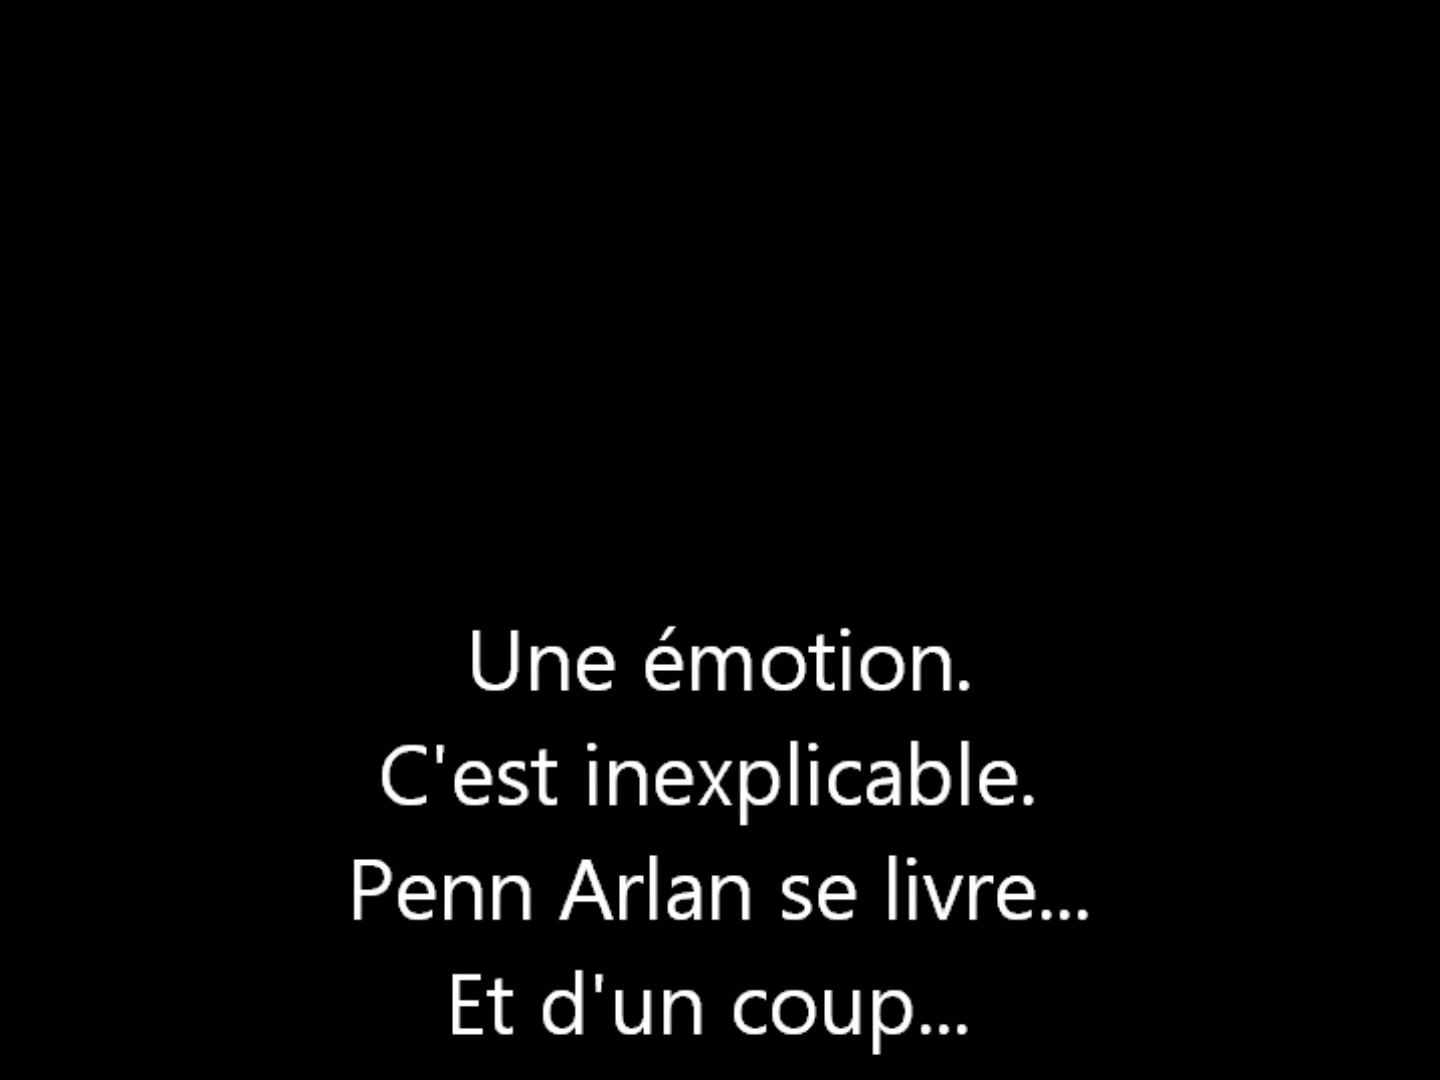 Une émotion.
C'est inexplicable.
Penn Arlan se livre...
Et d'un coup...